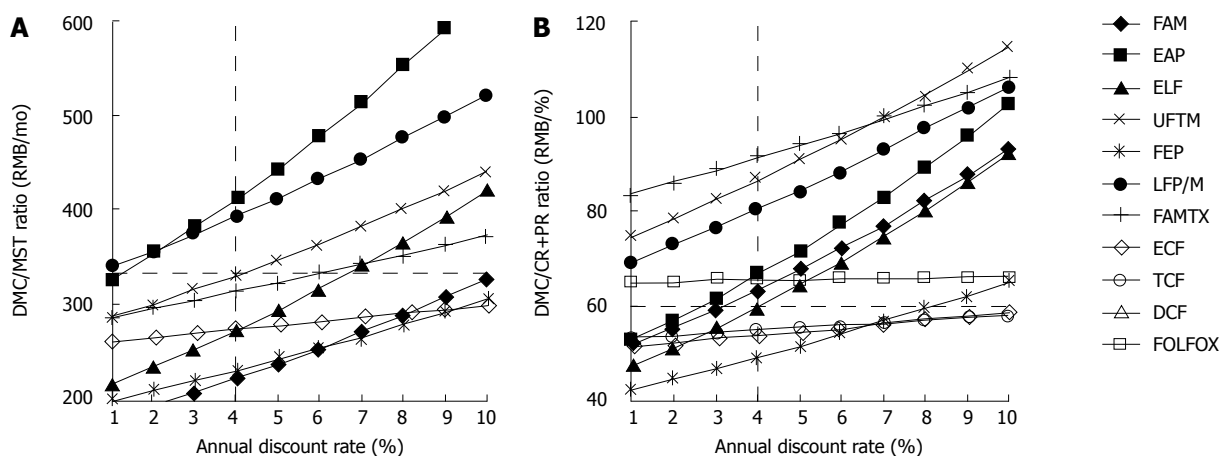 A
DMC/MST ratio (RMB/mo)
600
500
400
300
200
1 2 3 4 5 6 7 8 9 10
Annual discount rate (%)
B
DMC/CR+PR ratio (RMB/%)
120
100
80
60
40
1 2 3 4 5 6 7 8 9 10
Annual discount rate (%)
FAM
EAP
ELF
UFTM
FEP
LFP/M
FAMTX
ECF
TCF
DCF
FOLFOX